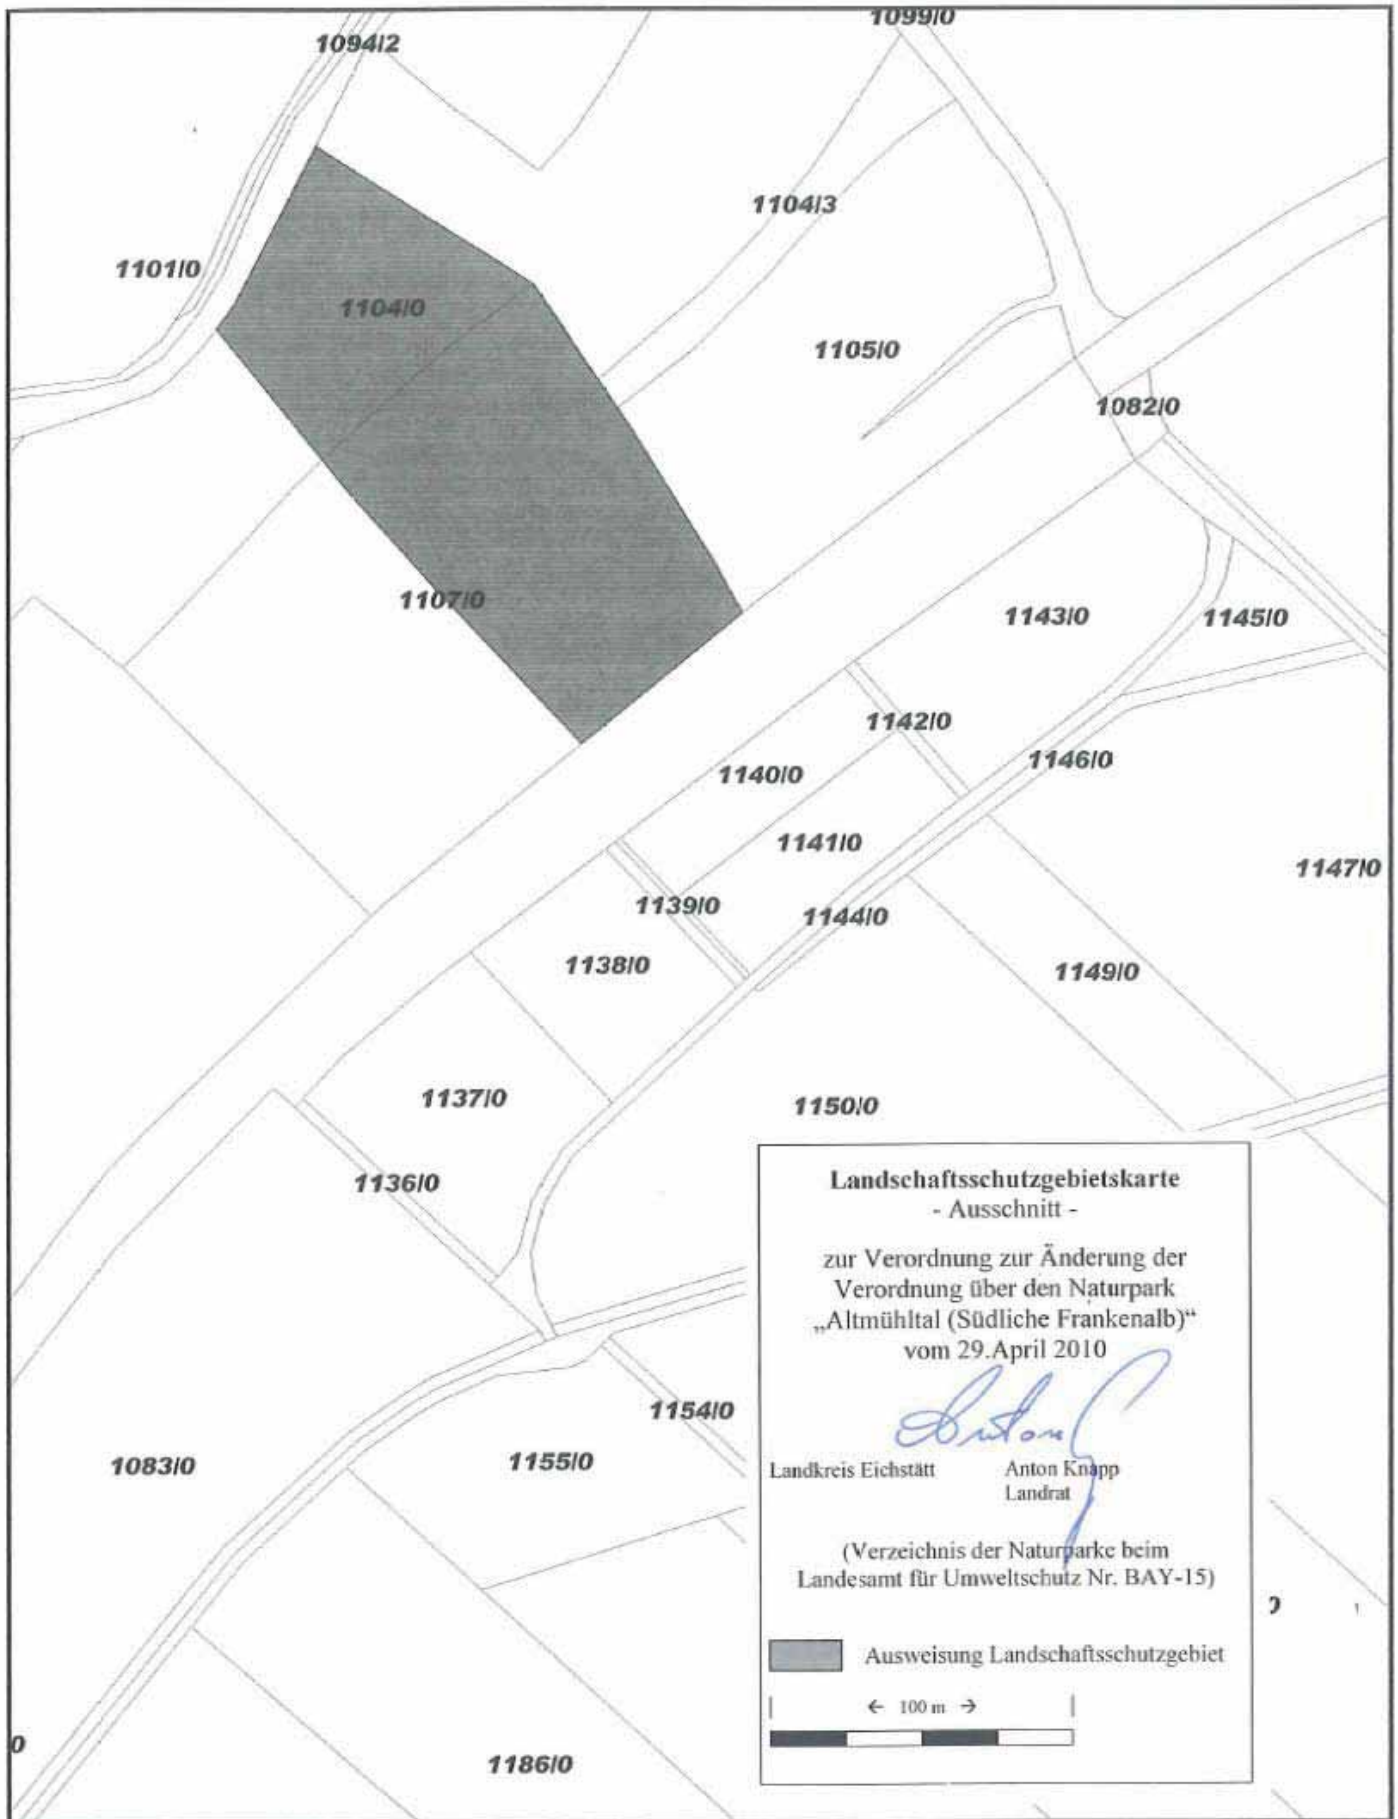 1094/2
1099/0
1104/3
1101/0
1104/0
1105/0
1082/0
1107/0
1143/0
1145/0
1142/0
1146/0
1140/0
1141/0
1147/0
1139/0
1144/0
1138/0
1149/0
1137/0
1150/0
1136/0
Landschaftsschutzgebietskarte
- Ausschnitt -
zur Verordnung zur Änderung der
Verordnung über den Naturpark
„Altmühltal (Südliche Frankenalb)“
vom 29.April 2010
Landkreis Eichstätt Anton Knapp
Landrat
(Verzeichnis der Naturparke beim
Landesamt für Umweltschutz Nr. BAY-15)
Ausweisung Landschaftsschutzgebiet
← 100 m →
1154/0
1083/0
1155/0
0
1186/0